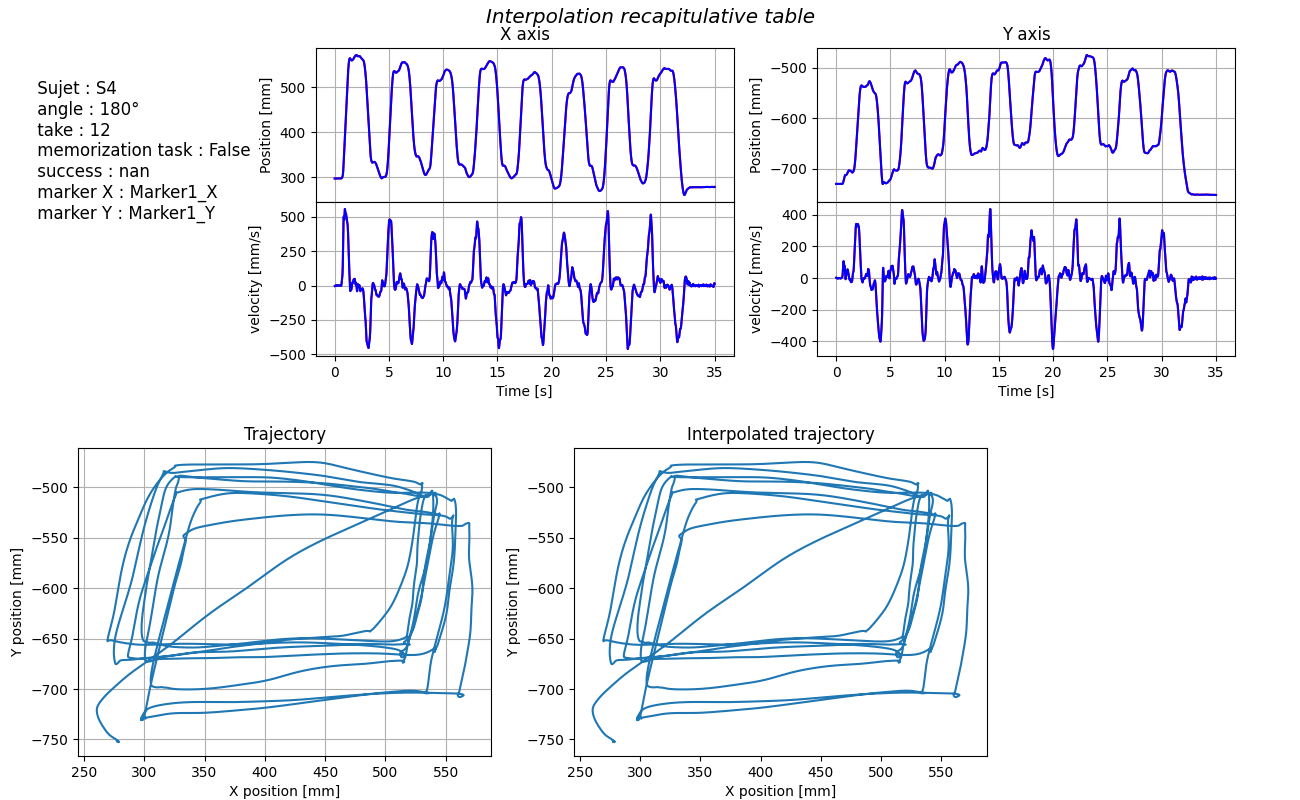 Interpolation recapitulative table
Sujet : S4
angle : 180°
take : 12
memorization task : False
success : nan
marker X : Marker1_X
marker Y : Marker1_Y
X axis
Position [mm]
500
400
300
velocity [mm/s]
500
250
0
−250
−500
0 5 10 15 20 25 30 35
Time [s]
Y axis
Position [mm]
−500
−600
−700
velocity [mm/s]
400
200
0
−200
−400
0 5 10 15 20 25 30 35
Time [s]
Trajectory
Y position [mm]
−500
−550
−600
−650
−700
−750
250 300 350 400 450 500 550
X position [mm]
Interpolated trajectory
Y position [mm]
−500
−550
−600
−650
−700
−750
250 300 350 400 450 500 550
X position [mm]